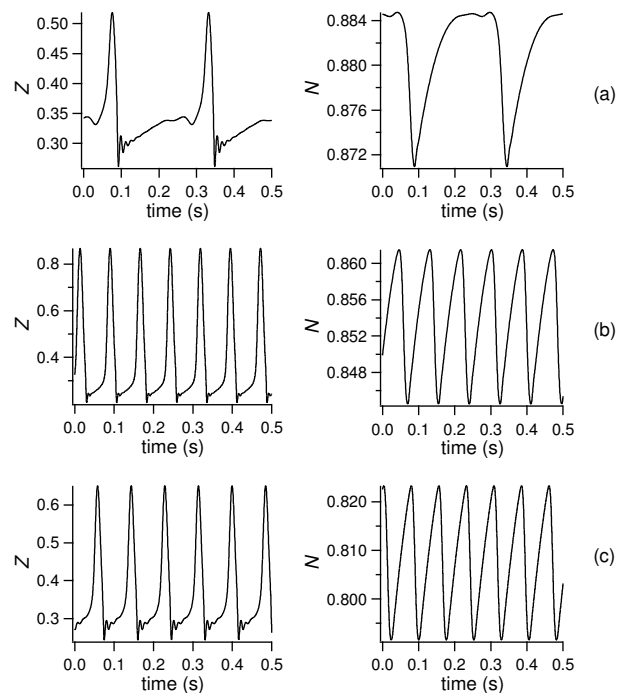 0.50
0.45
0.40
0.35
0.30
Z
0.0 0.1 0.2 0.3 0.4 0.5
time (s)
0.884
0.880
0.876
0.872
N
0.0 0.1 0.2 0.3 0.4 0.5
time (s)
(a)
0.8
0.6
0.4
Z
0.0 0.1 0.2 0.3 0.4 0.5
time (s)
0.860
0.856
0.852
0.848
N
0.0 0.1 0.2 0.3 0.4 0.5
time (s)
(b)
0.6
0.5
0.4
0.3
Z
0.0 0.1 0.2 0.3 0.4 0.5
time (s)
0.820
0.810
0.800
N
0.0 0.1 0.2 0.3 0.4 0.5
time (s)
(c)